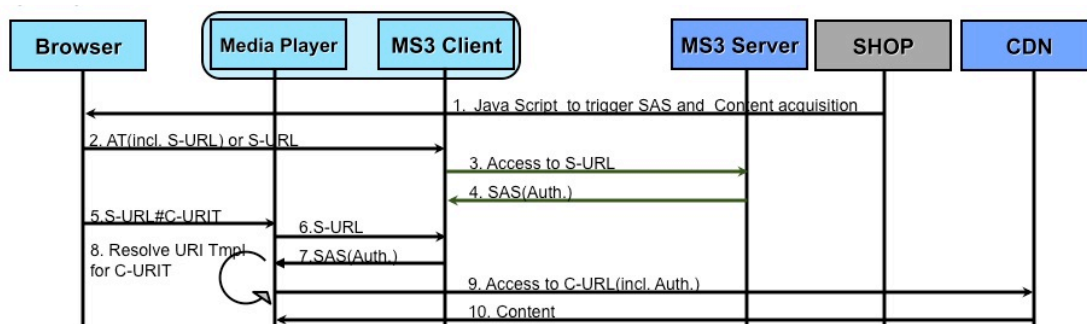 Browser
Media Player
MS3 Client
MS3 Server
SHOP
CDN
1. Java Script to trigger SAS and Content acquisition
2. AT(incl. S-URL) or S-URL
3. Access to S-URL
4. SAS(Auth.)
5.S-URL#C-URIT
6.S-URL
8. Resolve URI Tmpl
for C-URIT
7.SAS(Auth.)
9. Access to C-URL(incl. Auth.)
10. Content